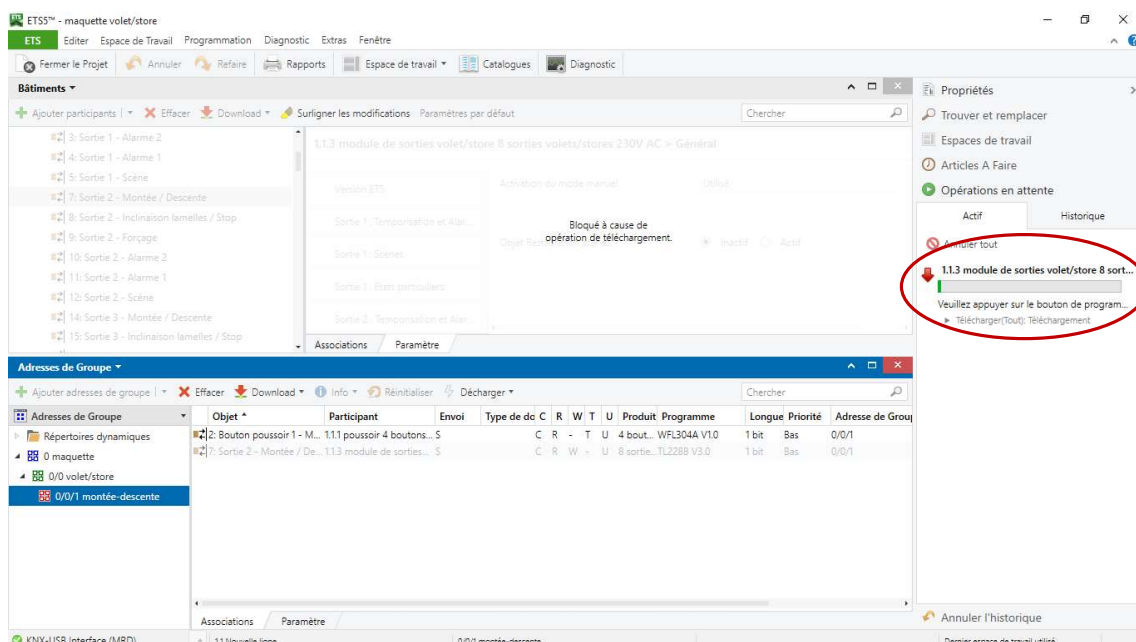 ETS5™ - maquette volet/store
ETS Editer Espace de Travail Programmation Diagnostic Extras Fenêtre
Fermer le Projet Annuler Refaire Rapports Espace de travail Catalogues Diagnostic
Bâtiments
Ajouter participants Effacer Download Surligner les modifications Paramètres par défaut Chercher
3: Sortie 1 - Alarme 2
4: Sortie 1 - Alarme 1
5: Sortie 1 - Scène
7: Sortie 2 - Montée / Descente
8: Sortie 2 - Inclinaison lamelles / Stop
9: Sortie 2 - Forçage
10: Sortie 2 - Alarme 2
11: Sortie 2 - Alarme 1
12: Sortie 2 - Scène
14: Sortie 3 - Montée / Descente
15: Sortie 3 - Inclinaison lamelles / Stop
1.1.3 module de sorties volet/store 8 sorties volets/stores 230V AC > Général
Version ETS
Sortie 1 : Temporisation et Alar...
Sortie 1 : Scènes
Sortie 1 : Etats particuliers
Sortie 2 : Temporisation et Alar...
Activation du mode manuel Utilisé
Objet Inactif Actif
Bloqué à cause de
opération de téléchargement.
Associations Paramètre
Propriétés
Trouver et remplacer
Espaces de travail
Articles A Faire
Opérations en attente
Actif Historique
Annuler tout
1.1.3 module de sorties volet/store 8 sort...
Veuillez appuyer sur le bouton de program...
Télécharger(Tout): Téléchargement
Annuler l'historique
Adresses de Groupe
Ajouter adresses de groupe Effacer Download Info Réinitialiser Décharger Chercher
Adresses de Groupe
Répertoires dynamiques
0 maquette
0/0 volet/store
0/0/1 montée-descente
Objet Participant Envoi Type de do C R W T U Produit Programme Longue Priorité Adresse de Group
2: Bouton poussoir 1 - M... 1.1.1 poussoir 4 boutons... S C R - T U 4 bout... WFL304A V1.0 1 bit Bas 0/0/1
7: Sortie 2 - Montée / De... 1.1.3 module de sorties... S C R W - U 8 sortie... TL228B V3.0 1 bit Bas 0/0/1
Associations Paramètre
KNX-USB Interface (MRD) 1.1 Nouvelle ligne 0/0/1 montée-descente Dernier espace de travail utilisé